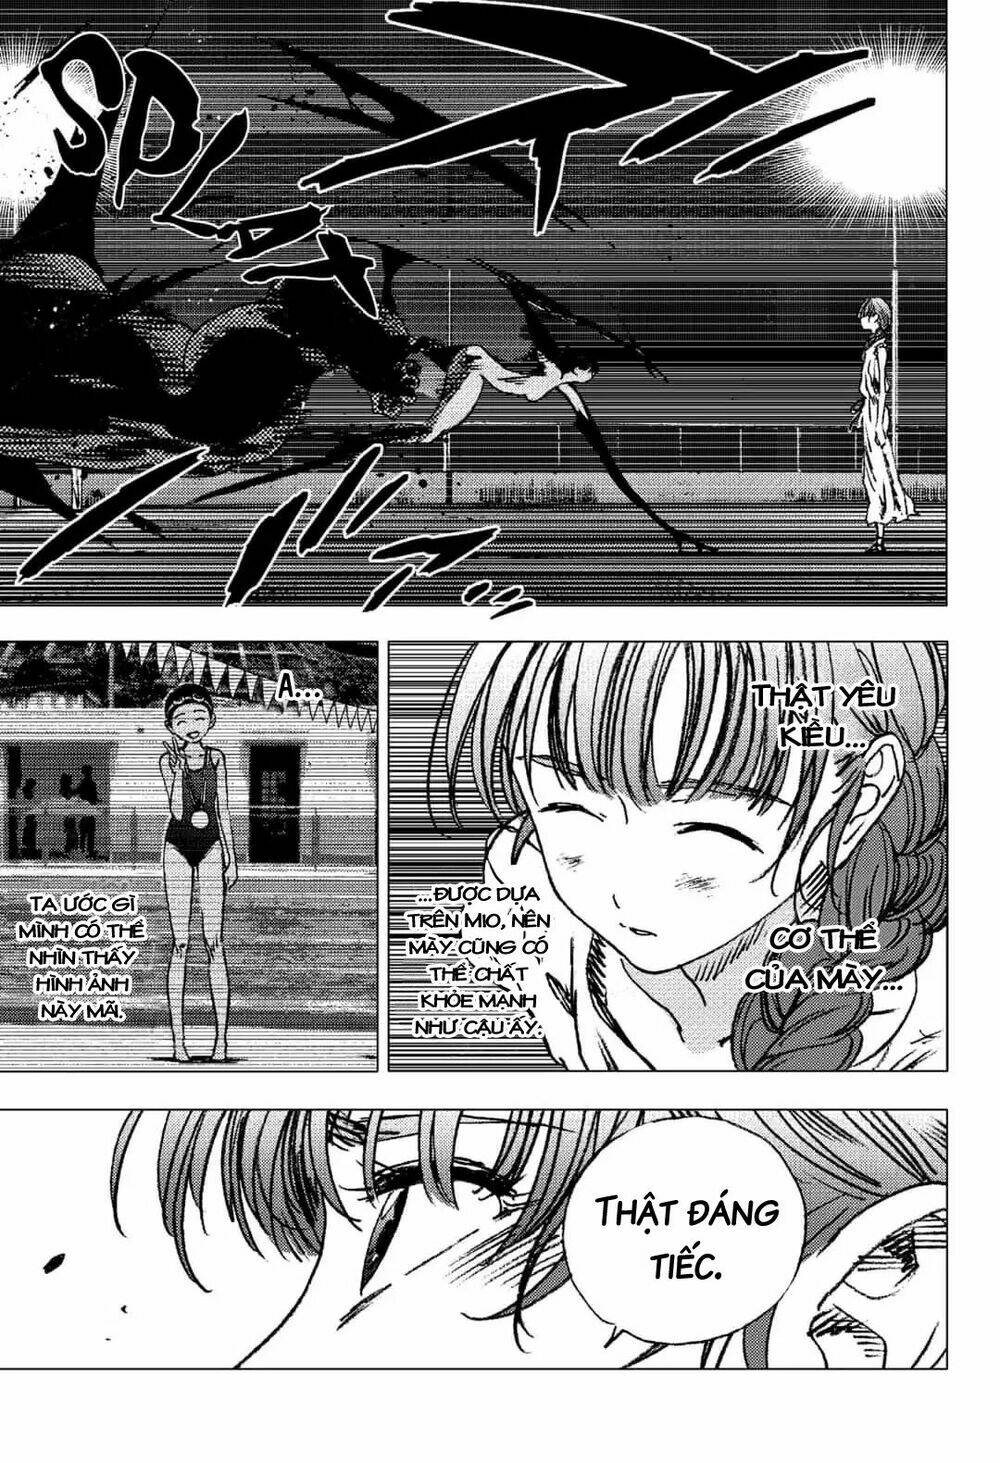 SPLAT
THẬT YÊU
KIỀU...
CƠ THỂ
CỦA MÀY...
...ĐƯỢC DỰA
TRÊN MIO, NÊN
MÀY CŨNG CÓ
THỂ CHẤT
KHỎE MẠNH
NHƯ CẬU ẤY.
A...
TA ƯỚC GÌ
MÌNH CÓ THỂ
NHÌN THẤY
HÌNH ẢNH
NÀY MÃI.
THẬT ĐÁNG
TIẾC.